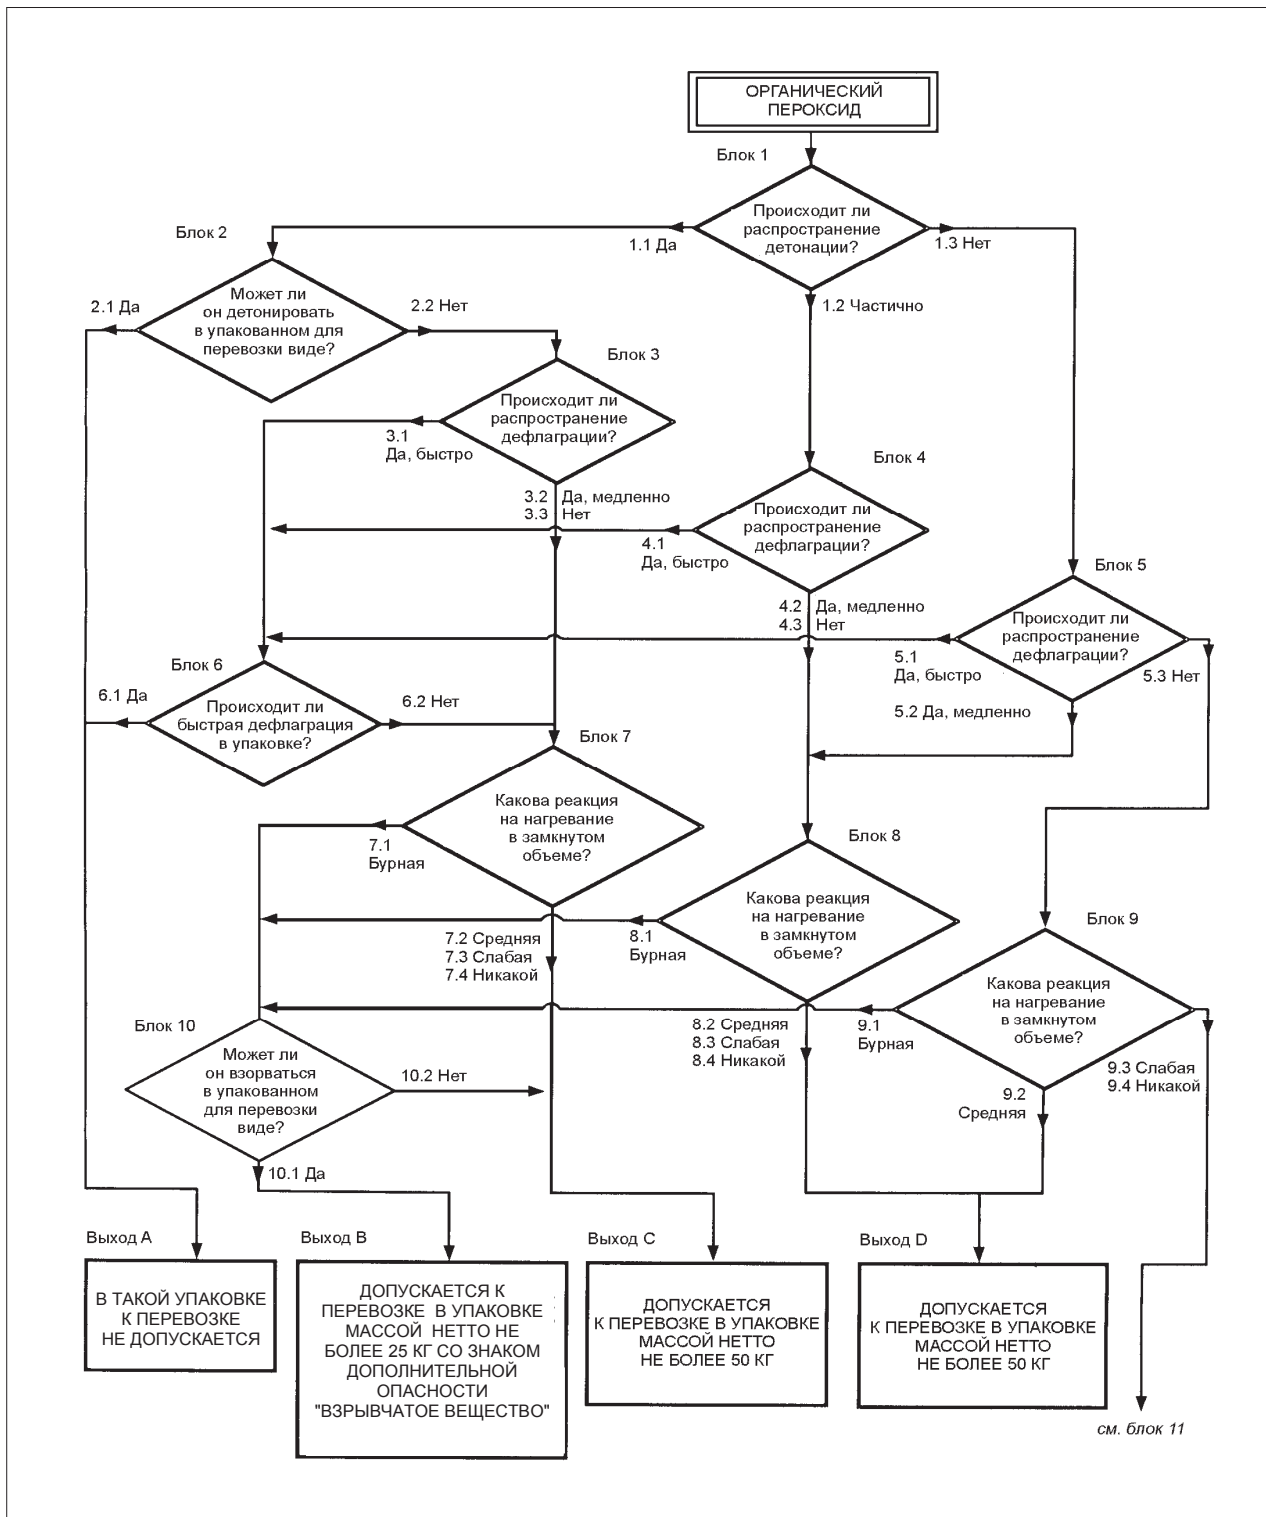 ОРГАНИЧЕСКИЙ
ПЕРОКСИД
Блок 1
Происходит ли
распространение
детонации?
1.1 Да
1.3 Нет
1.2 Частично
Блок 2
Может ли
он детонировать
в упакованном для
перевозки виде?
2.1 Да
2.2 Нет
Блок 3
Происходит ли
распространение
дефлаграции?
3.1
Да, быстро
3.2 Да, медленно
3.3 Нет
Блок 4
Происходит ли
распространение
дефлаграции?
4.1
Да, быстро
4.2 Да, медленно
4.3 Нет
Блок 5
Происходит ли
распространение
дефлаграции?
5.1
Да, быстро
5.3 Нет
5.2 Да, медленно
Блок 6
Происходит ли
быстрая дефлаграция
в упаковке?
6.1 Да
6.2 Нет
Блок 7
Какова реакция
на нагревание
в замкнутом
объеме?
7.1
Бурная
7.2 Средняя
7.3 Слабая
7.4 Никакой
Блок 8
Какова реакция
на нагревание
в замкнутом
объеме?
8.1
Бурная
8.2 Средняя
8.3 Слабая
8.4 Никакой
Блок 9
Какова реакция
на нагревание
в замкнутом
объеме?
9.1
Бурная
9.2
Средняя
9.3 Слабая
9.4 Никакой
Блок 10
Может ли
он взорваться
в упакованном
для перевозки
виде?
10.2 Нет
10.1 Да
Выход A
В ТАКОЙ УПАКОВКЕ
К ПЕРЕВОЗКЕ
НЕ ДОПУСКАЕТСЯ
Выход B
ДОПУСКАЕТСЯ К
ПЕРЕВОЗКЕ В УПАКОВКЕ
МАССОЙ НЕТТО НЕ
БОЛЕЕ 25 КГ СО ЗНАКОМ
ДОПОЛНИТЕЛЬНОЙ
ОПАСНОСТИ
"ВЗРЫВЧАТОЕ ВЕЩЕСТВО"
Выход C
ДОПУСКАЕТСЯ
К ПЕРЕВОЗКЕ В УПАКОВКЕ
МАССОЙ НЕТТО
НЕ БОЛЕЕ 50 КГ
Выход D
ДОПУСКАЕТСЯ
К ПЕРЕВОЗКЕ В УПАКОВКЕ
МАССОЙ НЕТТО
НЕ БОЛЕЕ 50 КГ
см. блок 11